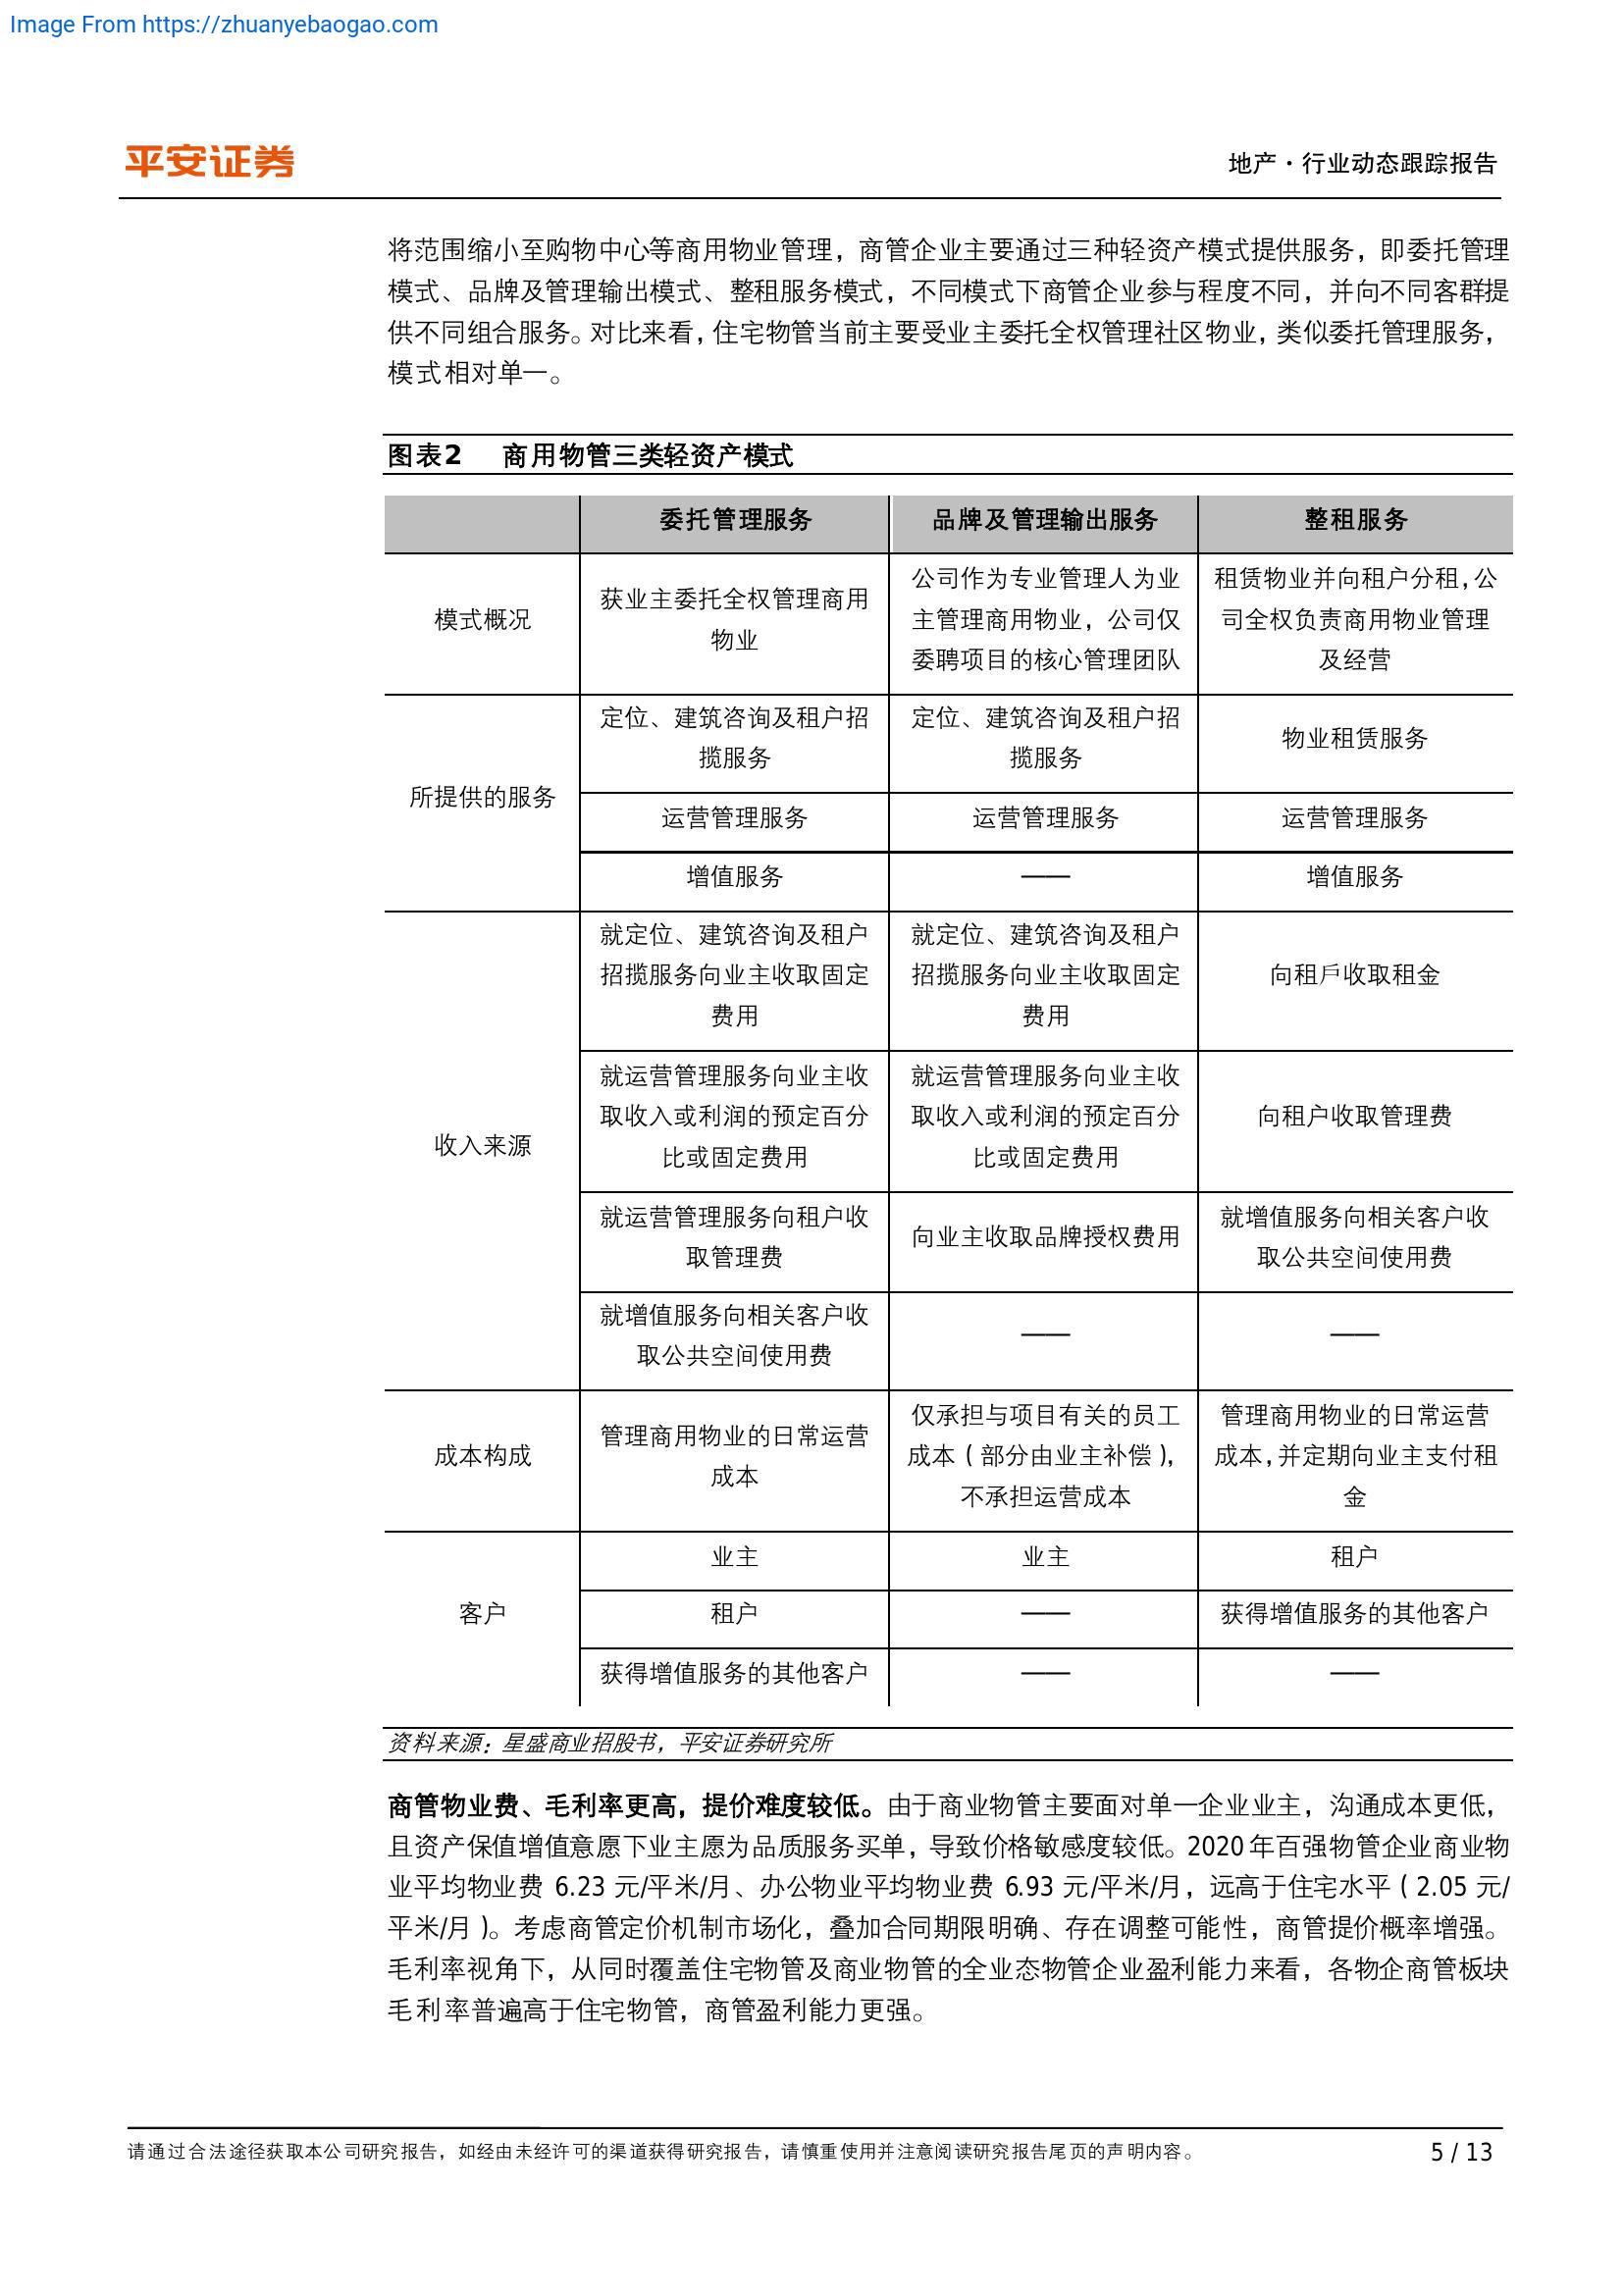 Image From https://zhuanyebaogao.com
平安证券
地产·行业动态跟踪报告
将范围缩小至购物中心等商用物业管理，商管企业主要通过三种轻资产模式提供服务，即委托管理
模式、品牌及管理输出模式、整租服务模式，不同模式下商管企业参与程度不同，并向不同客群提
供不同组合服务。对比来看，住宅物管当前主要受业主委托全权管理社区物业，类似委托管理服务，
模式相对单一。
图表2 商用物管三类轻资产模式
委托管理服务 品牌及管理输出服务 整租服务
模式概况
获业主委托全权管理商用
物业
公司作为专业管理人为业
主管理商用物业，公司仅
委聘项目的核心管理团队
租赁物业并向租户分租，公
司全权负责商用物业管理
及经营
所提供的服务
定位、建筑咨询及租户招
揽服务
定位、建筑咨询及租户招
揽服务
物业租赁服务
运营管理服务 运营管理服务 运营管理服务
增值服务 —— 增值服务
收入来源
就定位、建筑咨询及租户
招揽服务向业主收取固定
费用
就定位、建筑咨询及租户
招揽服务向业主收取固定
费用
向租戶收取租金
就运营管理服务向业主收
取收入或利润的预定百分
比或固定费用
就运营管理服务向业主收
取收入或利润的预定百分
比或固定费用
向租户收取管理费
就运营管理服务向租户收
取管理费
向业主收取品牌授权费用
就增值服务向相关客户收
取公共空间使用费
就增值服务向相关客户收
取公共空间使用费
—— ——
成本构成
管理商用物业的日常运营
成本
仅承担与项目有关的员工
成本（部分由业主补偿），
不承担运营成本
管理商用物业的日常运营
成本，并定期向业主支付租
金
客户
业主 业主 租户
租户 —— 获得增值服务的其他客户
获得增值服务的其他客户 —— ——
资料来源：星盛商业招股书，平安证券研究所
商管物业费、毛利率更高，提价难度较低。由于商业物管主要面对单一企业业主，沟通成本更低，
且资产保值增值意愿下业主愿为品质服务买单，导致价格敏感度较低。2020 年百强物管企业商业物
业平均物业费 6.23 元/平米/月、办公物业平均物业费 6.93 元/平米/月，远高于住宅水平（2.05 元/
平米/月）。考虑商管定价机制市场化，叠加合同期限明确、存在调整可能性，商管提价概率增强。
毛利率视角下，从同时覆盖住宅物管及商业物管的全业态物管企业盈利能力来看，各物企商管板块
毛利率普遍高于住宅物管，商管盈利能力更强。
请通过合法途径获取本公司研究报告，如经由未经许可的渠道获得研究报告，请慎重使用并注意阅读研究报告尾页的声明内容。 5 / 13